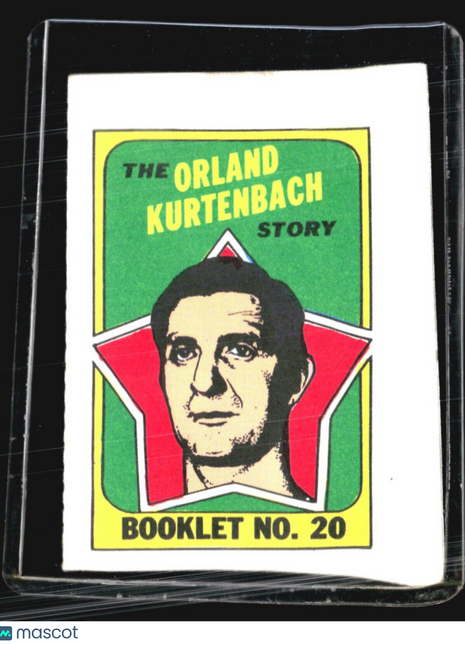 THE ORLAND
KURTENBACH
STORY
BOOKLET NO. 20
mascot